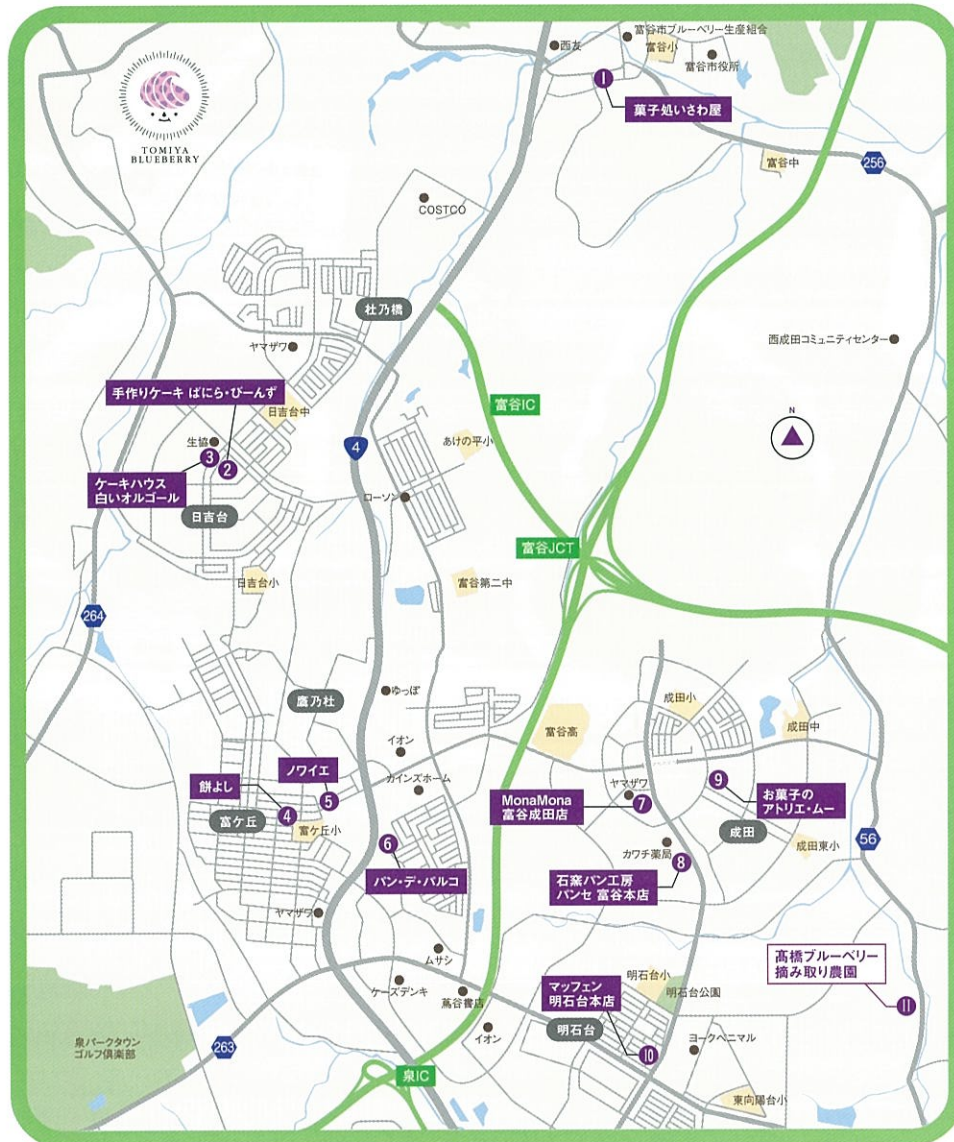 西友
富谷市ブルーベリー生産組合
富谷小
富谷市役所
1
菓子処いさわ屋
TOMIYA
BLUEBERRY
富谷中
256
COSTCO
杜乃橋
ヤマザワ
西成田コミュニティセンター
手作りケーキ ばにら・びーんず
日吉台中
富谷IC
N
4
あけの平小
生協
3
2
ケーキハウス
白いオルゴール
ローソン
日吉台
富谷JCT
日吉台小
富谷第二中
264
鷹乃杜
ゆっぽ
成田小
成田中
富谷高
イオン
カインズホーム
ノワイエ
餅よし
5
4
富ケ丘
富ケ丘小
MonaMona
富谷成田店
ヤマザワ
7
9
お菓子の
アトリエ・ムー
成田
6
パン・デ・パルコ
カワチ薬局
8
成田東小
56
石窯パン工房
パンセ 富谷本店
ヤマザワ
ムサシ
ケーズデンキ
蔦谷書店
イオン
マッフェン
明石台本店
明石台小
明石台公園
髙橋ブルーベリー
摘み取り農園
11
明石台
10
ヨークベニマル
泉パークタウン
ゴルフ倶楽部
263
泉IC
東向陽台小